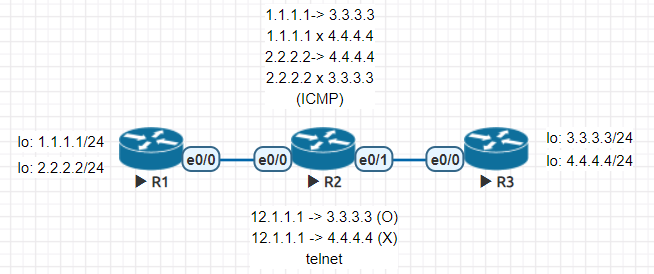 1.1.1.1-> 3.3.3.3
1.1.1.1 x 4.4.4.4
2.2.2.2-> 4.4.4.4
2.2.2.2 x 3.3.3.3
(ICMP)
lo: 1.1.1.1/24
lo: 2.2.2.2/24
e0/0
R1
e0/0
R2
e0/1
e0/0
R3
lo: 3.3.3.3/24
lo: 4.4.4.4/24
12.1.1.1 -> 3.3.3.3 (O)
12.1.1.1 -> 4.4.4.4 (X)
telnet